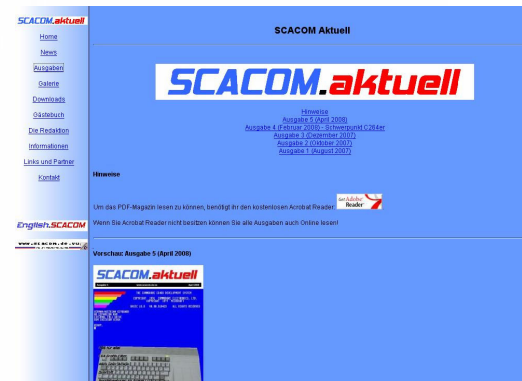 SCACOM.aktuell
Home
News
Ausgaben
Galerie
Downloads
Gästebuch
Die Redaktion
Informationen
Links und Partner
Kontakt
English.SCACOM
www.scacom.de.vu
SCACOM Aktuell
SCACOM.aktuell
Hinweise
Ausgabe 5 (April 2008)
Ausgabe 4 (Februar 2008) - Schwerpunkt C264er
Ausgabe 3 (Dezember 2007)
Ausgabe 2 (Oktober 2007)
Ausgabe 1 (August 2007)
Hinweise
Um das PDF-Magazin lesen zu können, benötigt ihr den kostenlosen Acrobat Reader:
Get Adobe Reader
Wenn Sie Acrobat Reader nicht besitzen können Sie alle Ausgaben auch Online lesen!
Vorschau: Ausgabe 5 (April 2008)
SCACOM.aktuell